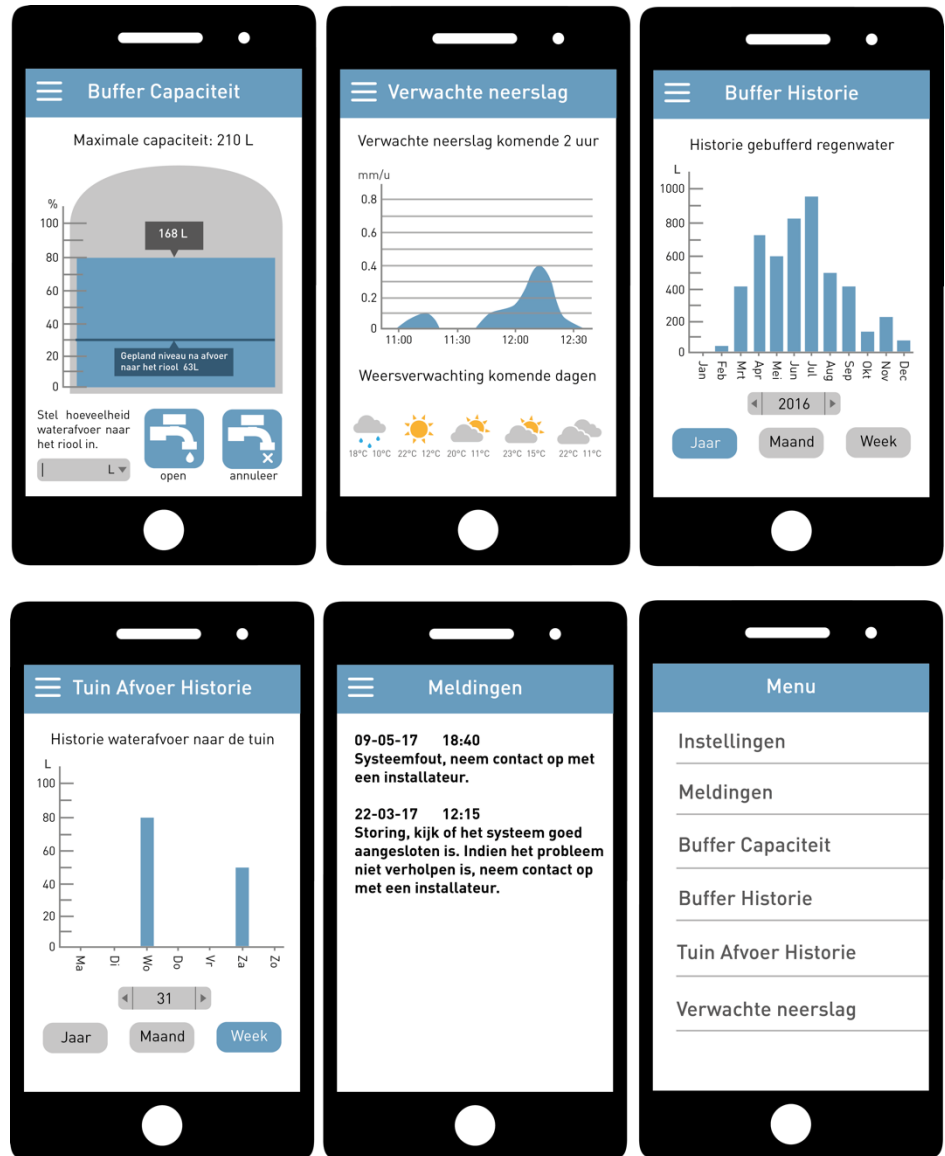 Buffer Capaciteit
Maximale capaciteit: 210 L
%
100
80
60
40
20
0
168 L
Gepland niveau na afvoer
naar het riool 63L
Stel hoeveelheid
waterafvoer naar
het riool in.
L
open
annuleer
Verwachte neerslag
Verwachte neerslag komende 2 uur
mm/u
0.8
0.6
0.4
0.2
0
11:00 11:30 12:00 12:30
Weersverwachting komende dagen
18°C 10°C 22°C 12°C 20°C 11°C 23°C 15°C 22°C 11°C
Buffer Historie
Historie gebufferd regenwater
L
1000
800
600
400
200
0
Jan Feb Mrt Apr Mei Jun Jul Aug Sep Okt Nov Dec
2016
Jaar Maand Week
Tuin Afvoer Historie
Historie waterafvoer naar de tuin
L
100
80
60
40
20
0
Ma Di Wo Do Vr Za Zo
31
Jaar Maand Week
Meldingen
09-05-17 18:40
Systeemfout, neem contact op met
een installateur.
22-03-17 12:15
Storing, kijk of het systeem goed
aangesloten is. Indien het probleem
niet verholpen is, neem contact op
met een installateur.
Menu
Instellingen
Meldingen
Buffer Capaciteit
Buffer Historie
Tuin Afvoer Historie
Verwachte neerslag